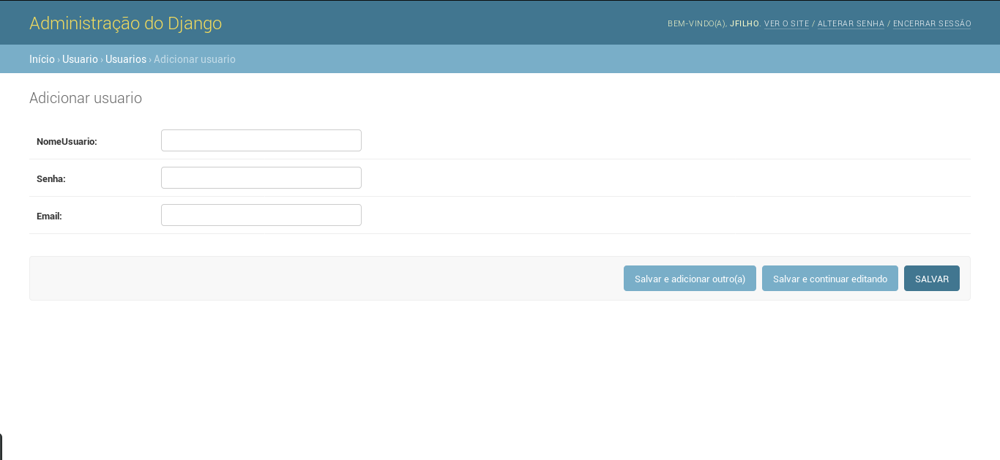 Administração do Django
BEM-VINDO(A), JFILHO. VER O SITE / ALTERAR SENHA / ENCERRAR SESSÃO
Início › Usuario › Usuarios › Adicionar usuario
Adicionar usuario
NomeUsuario:
Senha:
Email:
Salvar e adicionar outro(a) Salvar e continuar editando SALVAR